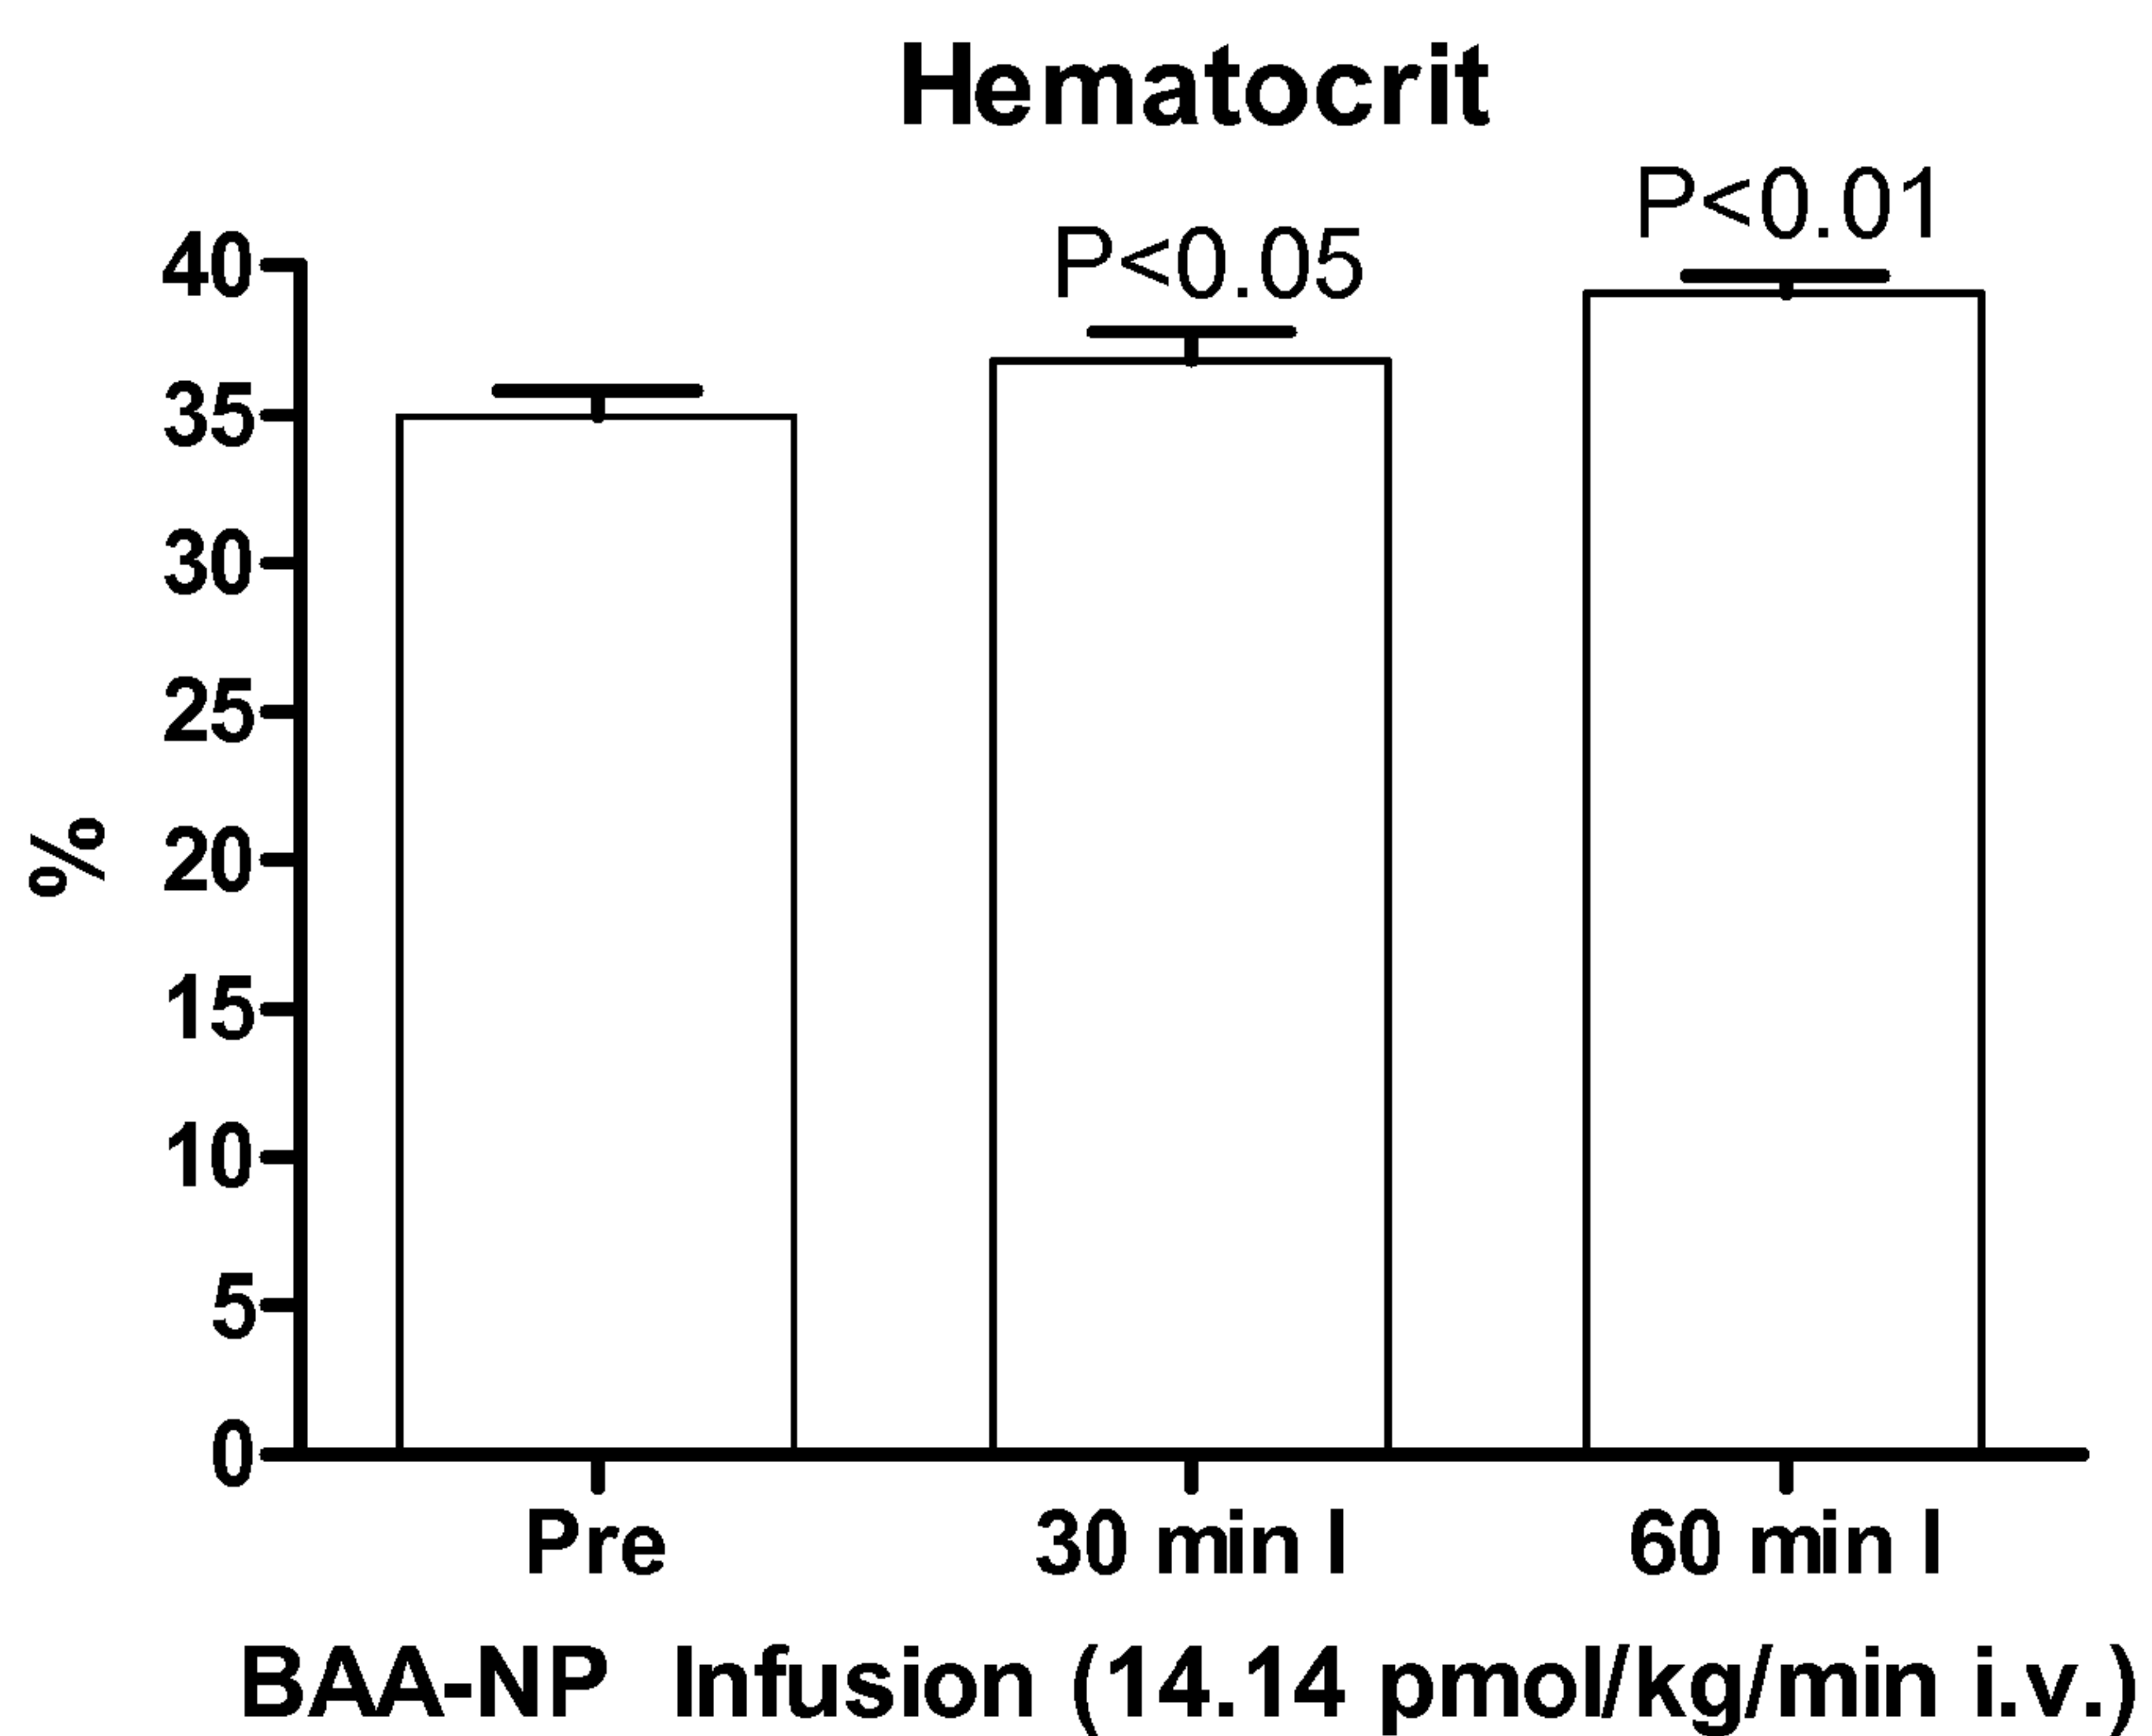 Hematocrit
P<0.01
P<0.05
40
35
30
25
20
15
10
5
0
%
Pre 30 min I 60 min I
BAA-NP Infusion (14.14 pmol/kg/min i.v.)